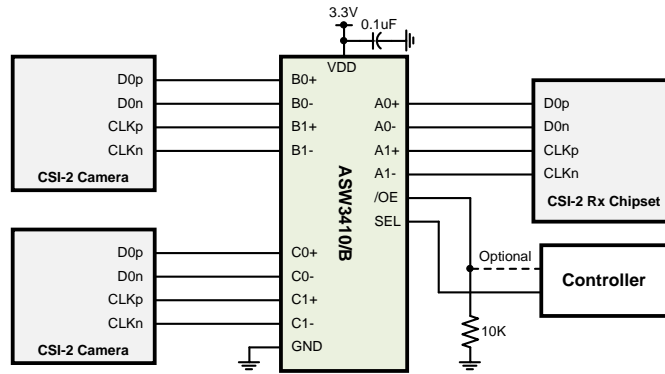 3.3V
0.1uF
VDD
D0p
D0n
CLKp
CLKn
CSI-2 Camera
B0+
B0-
B1+
B1-
D0p
D0n
CLKp
CLKn
CSI-2 Camera
C0+
C0-
C1+
C1-
GND
ASW3410/B
A0+
A0-
A1+
A1-
/OE
SEL
D0p
D0n
CLKp
CLKn
CSI-2 Rx Chipset
Optional
Controller
10K